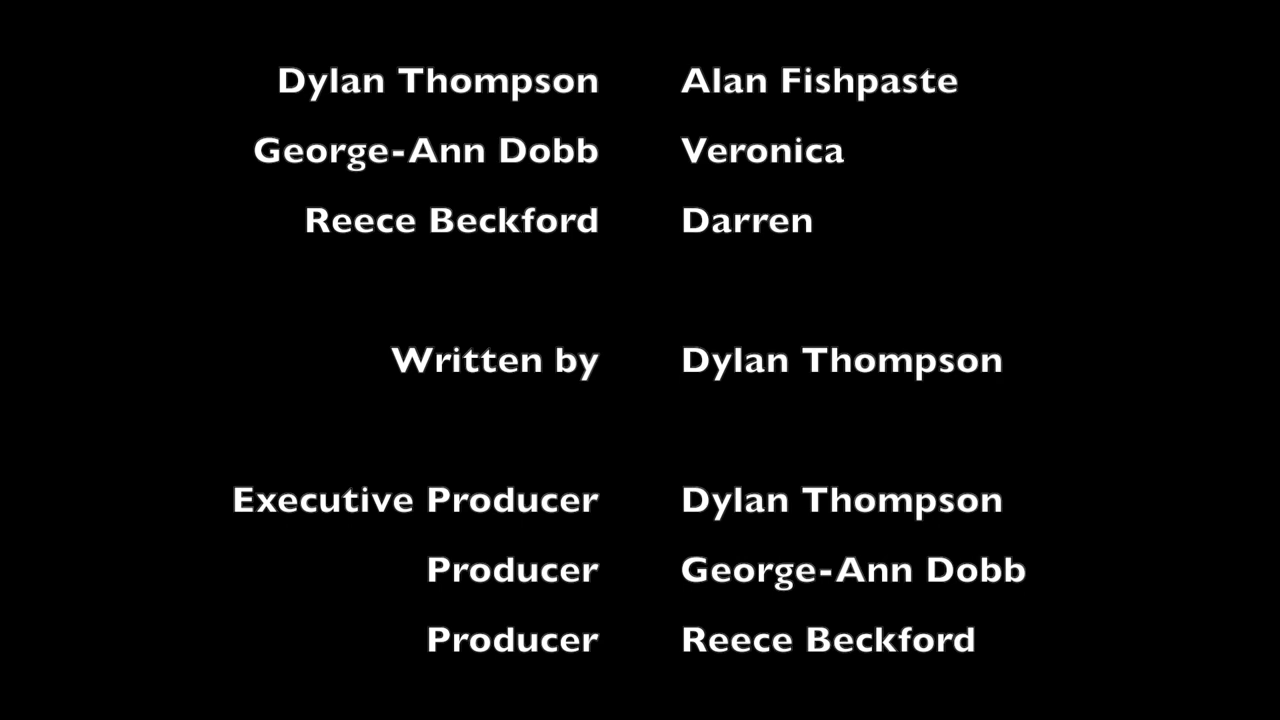 Dylan Thompson Alan Fishpaste
George-Ann Dobb Veronica
Reece Beckford Darren
Written by Dylan Thompson
Executive Producer Dylan Thompson
Producer George-Ann Dobb
Producer Reece Beckford